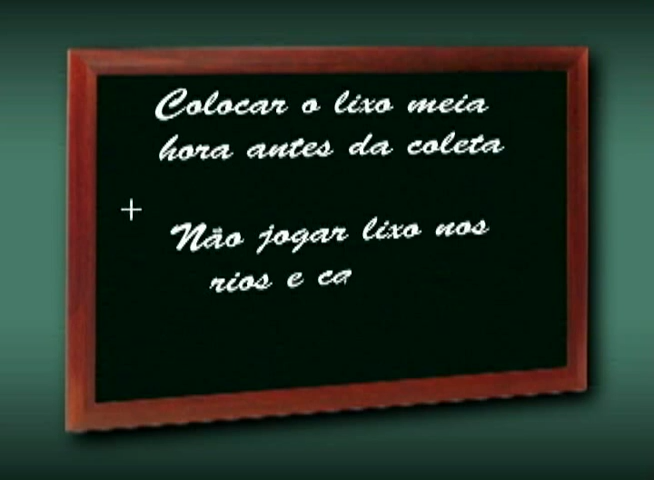 Colocar o lixo meia
hora antes da coleta
+
Não jogar lixo nos
rios e ca